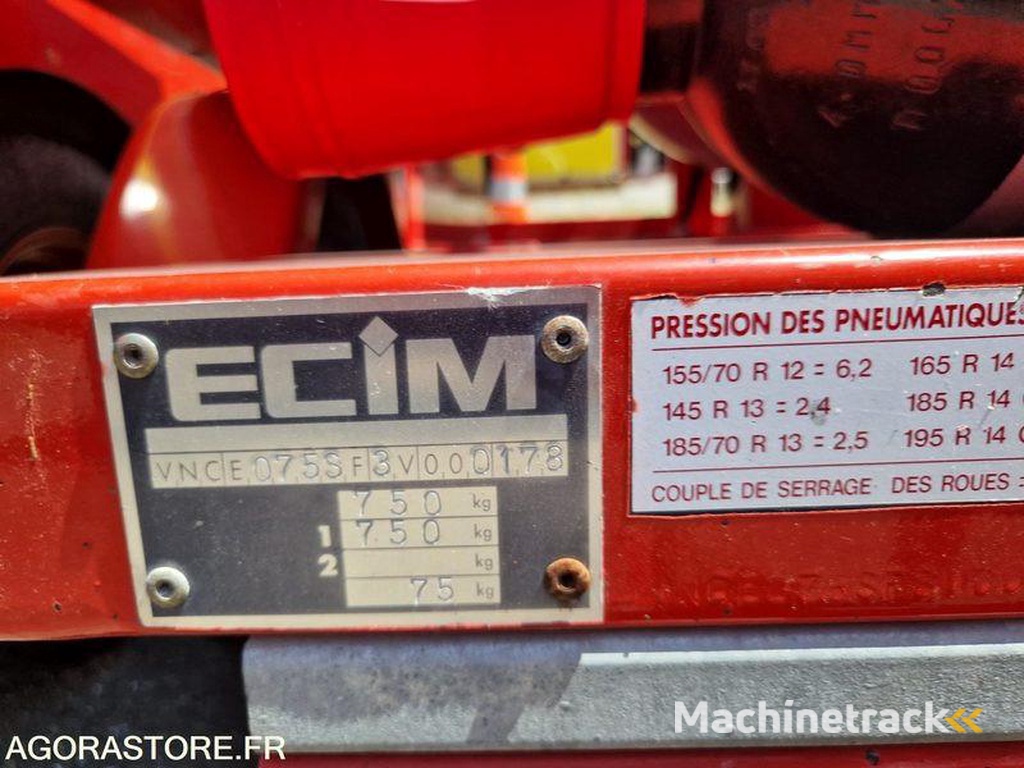 ECIM
VNCE075SF3V000178
750 kg
1 750 kg
2 kg
75 kg
PRESSION DES PNEUMATIQUES
155/70 R 12 = 6,2 165 R 14
145 R 13 = 2,4 185 R 14
185/70 R 13 = 2,5 195 R 14
COUPLE DE SERRAGE DES ROUES =
Machinetrack
AGORASTORE.FR